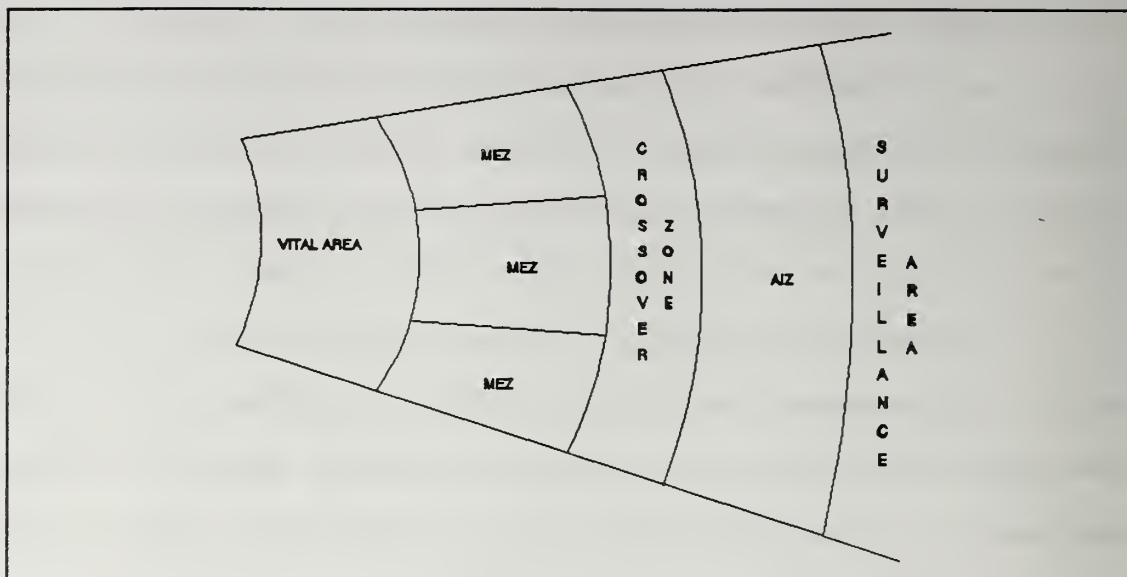 VITAL AREA
MEZ
MEZ
MEZ
CROSSOVER
ZONE
AIZ
SURVEILLANCE
AREA